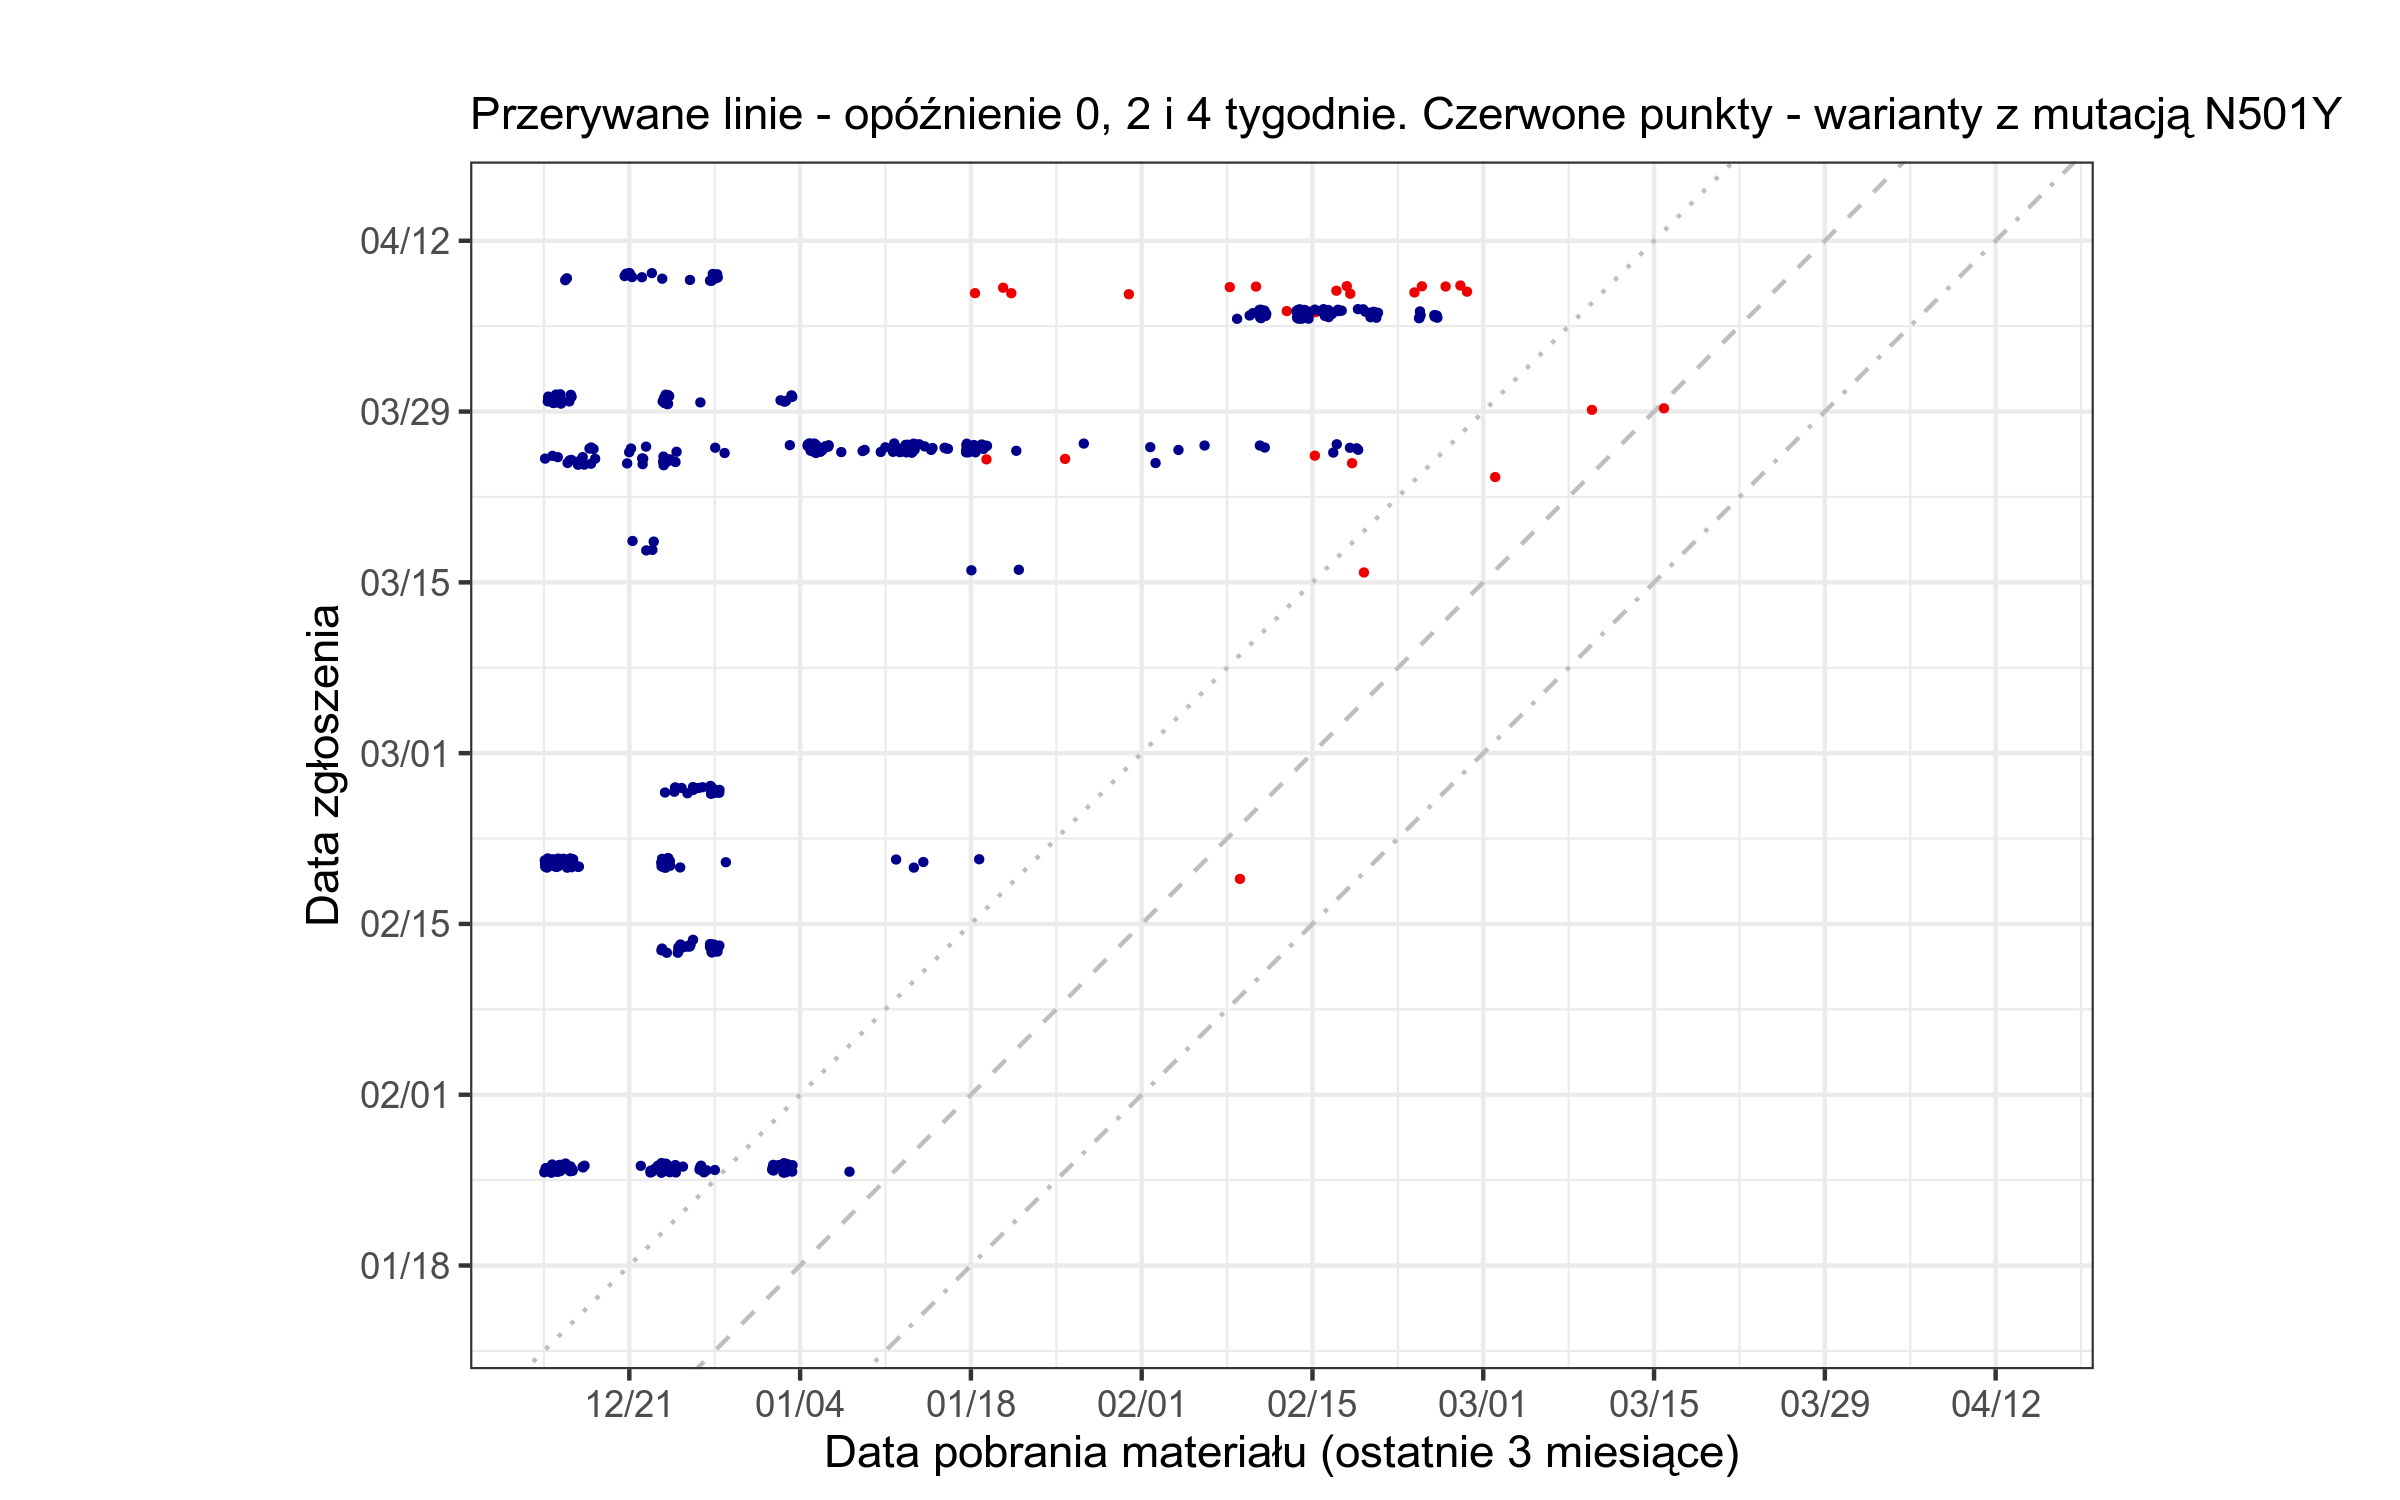 Przerywane linie - opóźnienie 0, 2 i 4 tygodnie. Czerwone punkty - warianty z mutacją N501Y
04/12
03/29
03/15
03/01
02/15
02/01
01/18
Data zgłoszenia
12/21 01/04 01/18 02/01 02/15 03/01 03/15 03/29 04/12
Data pobrania materiału (ostatnie 3 miesiące)